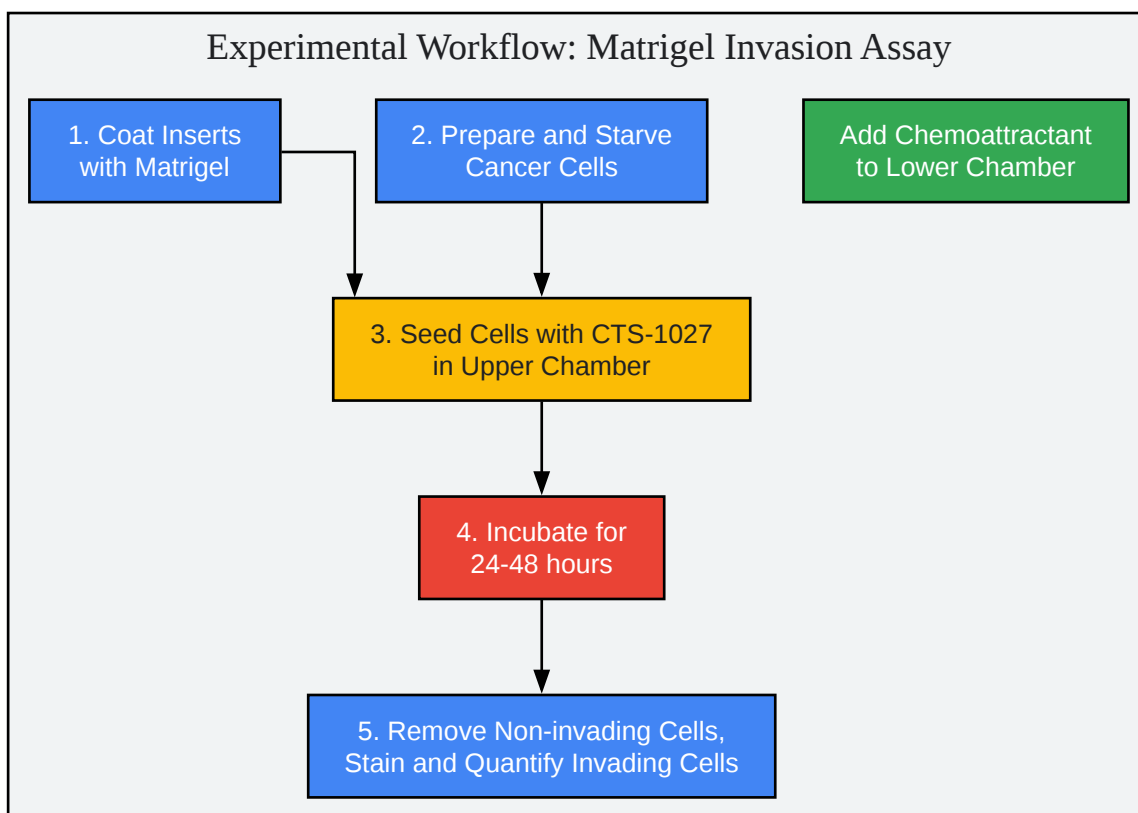 Experimental Workflow: Matrigel Invasion Assay
1. Coat Inserts
with Matrigel
2. Prepare and Starve
Cancer Cells
Add Chemoattractant
to Lower Chamber
3. Seed Cells with CTS-1027
in Upper Chamber
4. Incubate for
24-48 hours
5. Remove Non-invading Cells,
Stain and Quantify Invading Cells